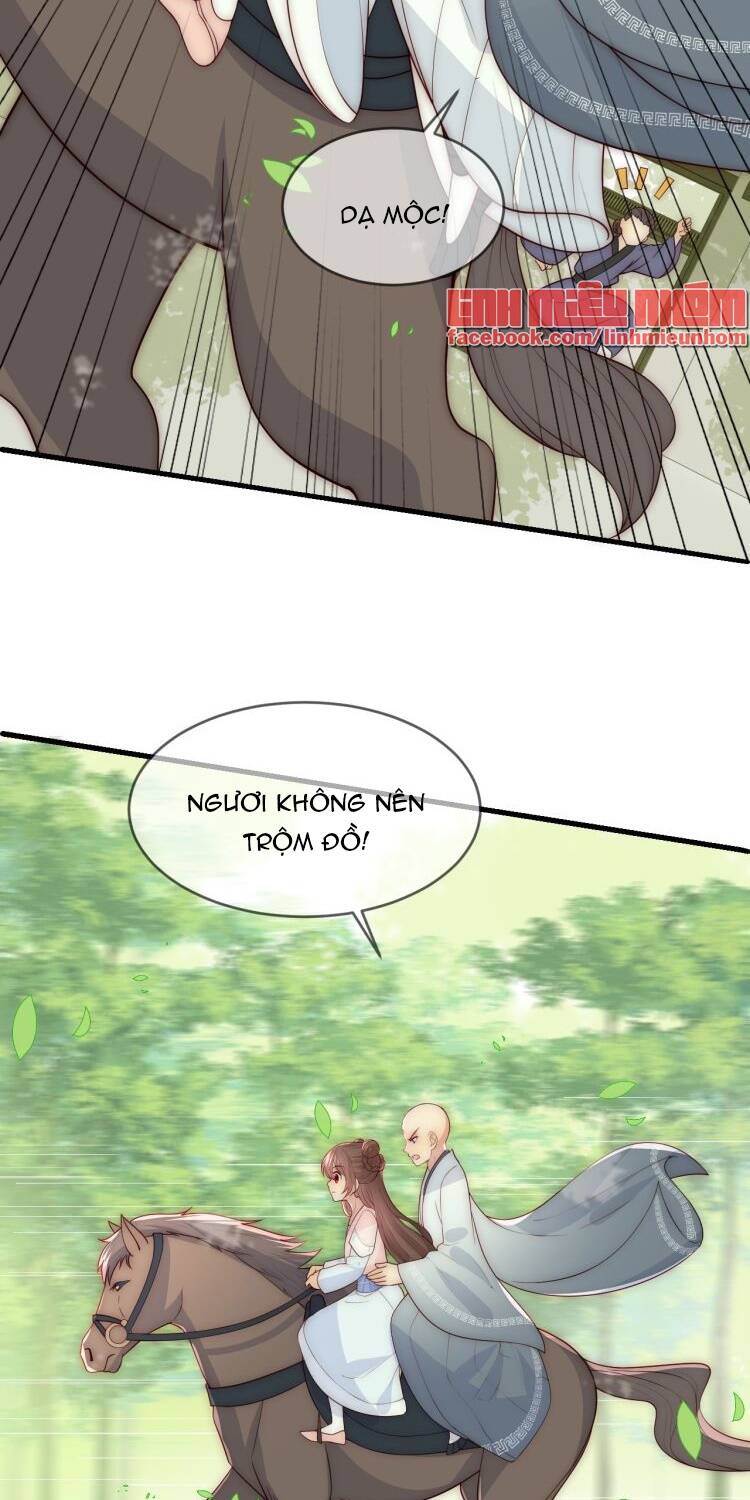 DẠ MỘC!
LINH MIÊU NHÓM
facebook.com/linhmieunhom
NGƯƠI KHÔNG NÊN
TRỘM ĐỒ!